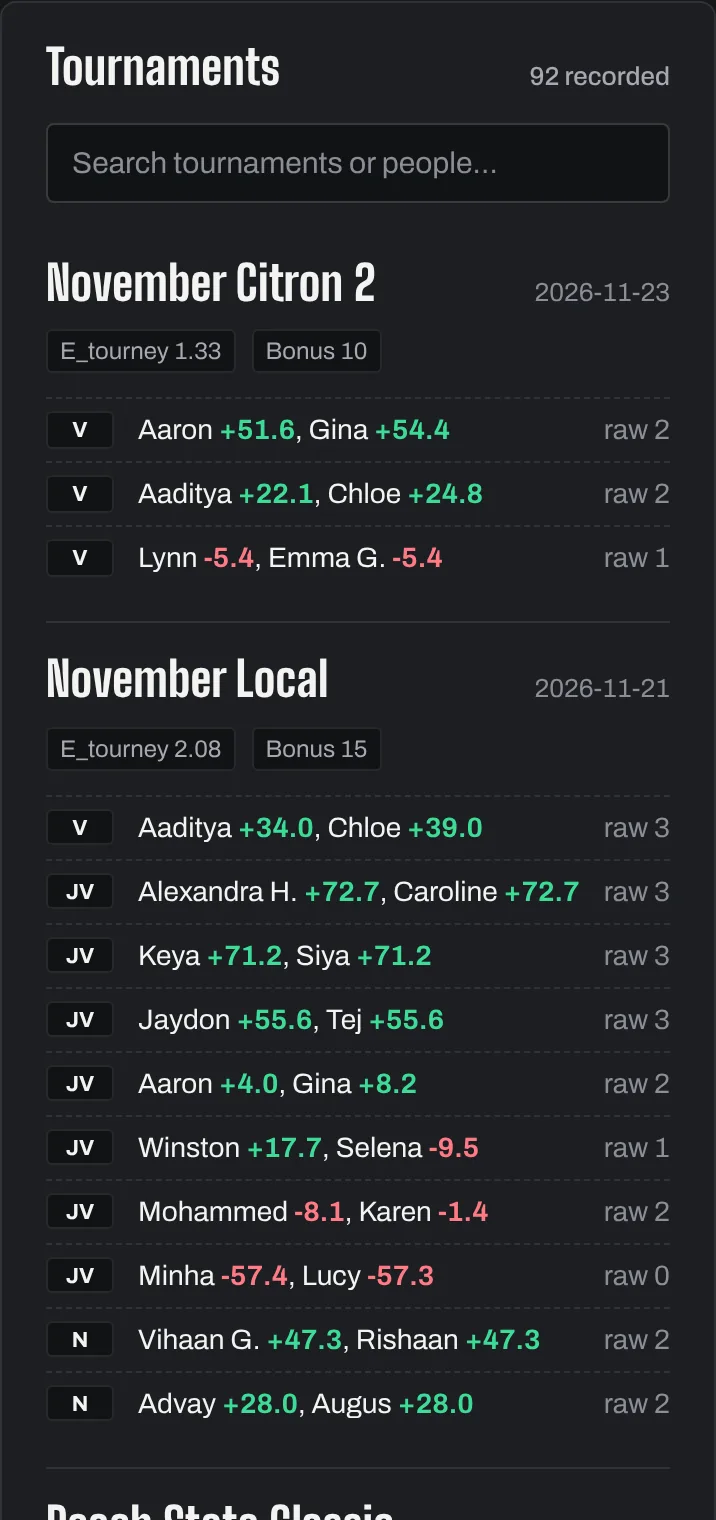 Tournaments 92 recorded
Search tournaments or people...
November Citron 2 2026-11-23
E_tourney 1.33 Bonus 10
V Aaron +51.6, Gina +54.4 raw 2
V Aaditya +22.1, Chloe +24.8 raw 2
V Lynn -5.4, Emma G. -5.4 raw 1
November Local 2026-11-21
E_tourney 2.08 Bonus 15
V Aaditya +34.0, Chloe +39.0 raw 3
JV Alexandra H. +72.7, Caroline +72.7 raw 3
JV Keya +71.2, Siya +71.2 raw 3
JV Jaydon +55.6, Tej +55.6 raw 3
JV Aaron +4.0, Gina +8.2 raw 2
JV Winston +17.7, Selena -9.5 raw 1
JV Mohammed -8.1, Karen -1.4 raw 2
JV Minha -57.4, Lucy -57.3 raw 0
N Vihaan G. +47.3, Rishaan +47.3 raw 2
N Advay +28.0, Augus +28.0 raw 2
Peach State Classic